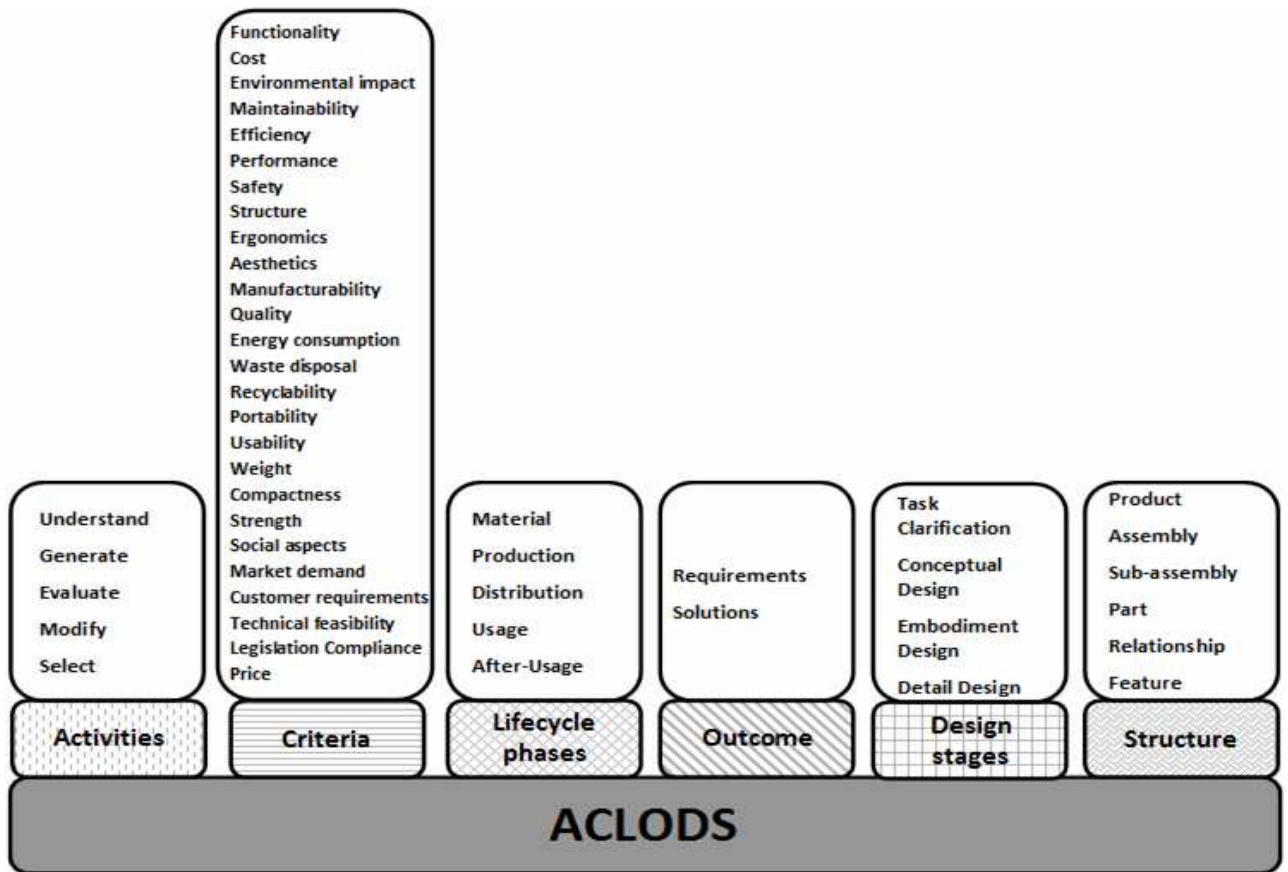 Functionality
Cost
Environmental impact
Maintainability
Efficiency
Performance
Safety
Structure
Ergonomics
Aesthetics
Manufacturability
Quality
Energy consumption
Waste disposal
Recyclability
Portability
Usability
Weight
Compactness
Strength
Social aspects
Market demand
Customer requirements
Technical feasibility
Legislation Compliance
Price
Understand
Generate
Evaluate
Modify
Select
Material
Production
Distribution
Usage
After-Usage
Requirements
Solutions
Task
Clarification
Conceptual
Design
Embodiment
Design
Detail Design
Product
Assembly
Sub-assembly
Part
Relationship
Feature
Activities
Criteria
Lifecycle
phases
Outcome
Design
stages
Structure
ACLODS